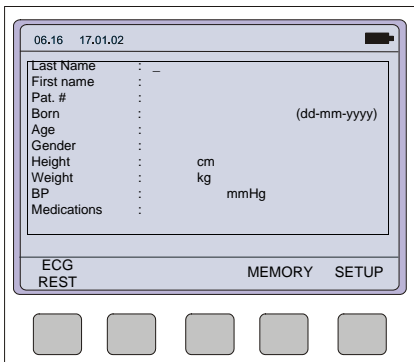 06.16 17.01.02
Last Name : _
First name :
Pat. # :
Born : (dd-mm-yyyy)
Age :
Gender :
Height : cm
Weight : kg
BP : mmHg
Medications :
ECG REST MEMORY SETUP